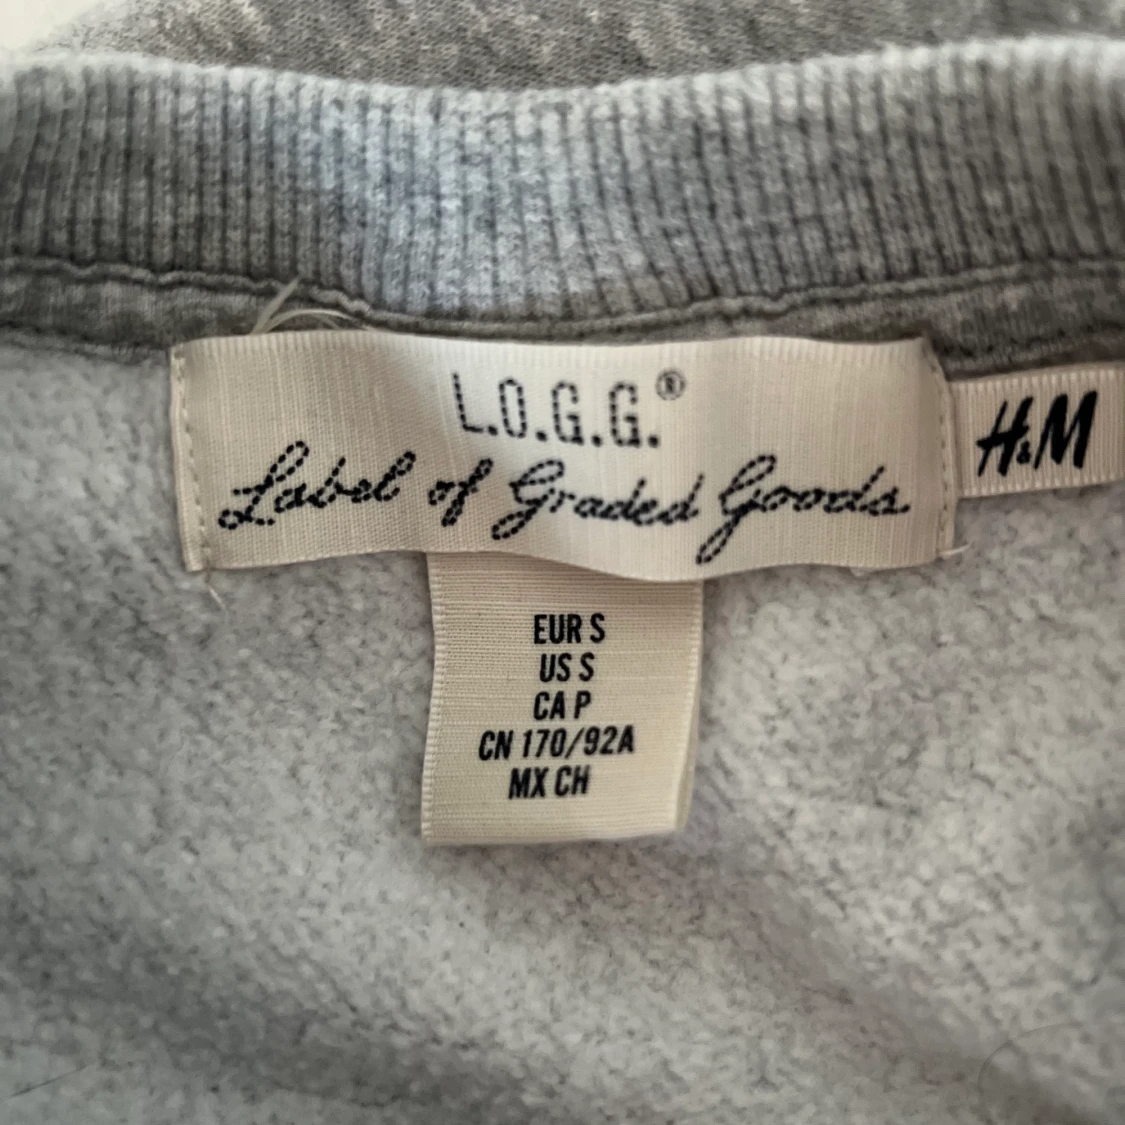 L.O.G.G.®
Label of Graded Goods.
H&M
EUR S
US S
CA P
CN 170/92A
MX CH